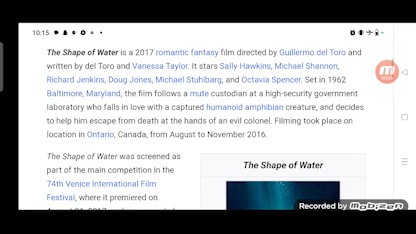 10:15
The Shape of Water is a 2017 romantic fantasy film directed by Guillermo del Toro and
written by del Toro and Vanessa Taylor. It stars Sally Hawkins, Michael Shannon,
Richard Jenkins, Doug Jones, Michael Stuhlbarg, and Octavia Spencer. Set in 1962
Baltimore, Maryland, the film follows a mute custodian at a high-security government
laboratory who falls in love with a captured humanoid amphibian creature, and decides
to help him escape from death at the hands of an evil colonel. Filming took place on
location in Ontario, Canada, from August to November 2016.
The Shape of Water was screened as
part of the main competition in the
74th Venice International Film
Festival, where it premiered on
The Shape of Water
Recorded by Mobizen